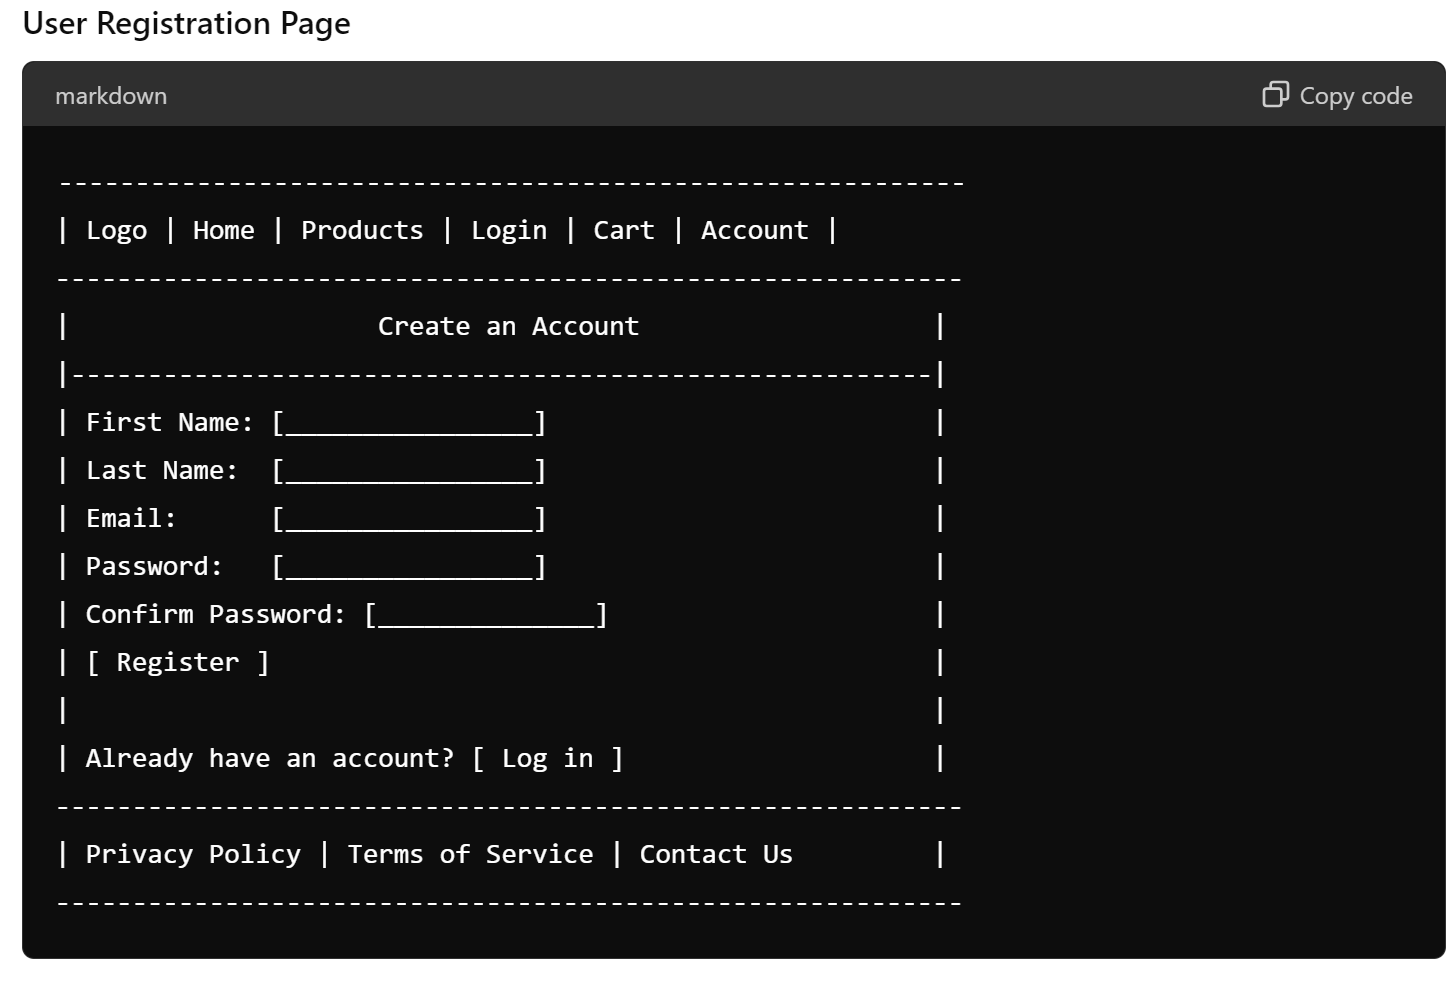 User Registration Page
markdown
Copy code
-----------------------------------------------------------
| Logo | Home | Products | Login | Cart | Account |
-----------------------------------------------------------
|                    Create an Account                   |
|--------------------------------------------------------|
| First Name: [________________]                         |
| Last Name:  [________________]                         |
| Email:      [________________]                         |
| Password:   [________________]                         |
| Confirm Password: [______________]                     |
| [ Register ]                                           |
|                                                        |
| Already have an account? [ Log in ]                    |
-----------------------------------------------------------
| Privacy Policy | Terms of Service | Contact Us         |
-----------------------------------------------------------